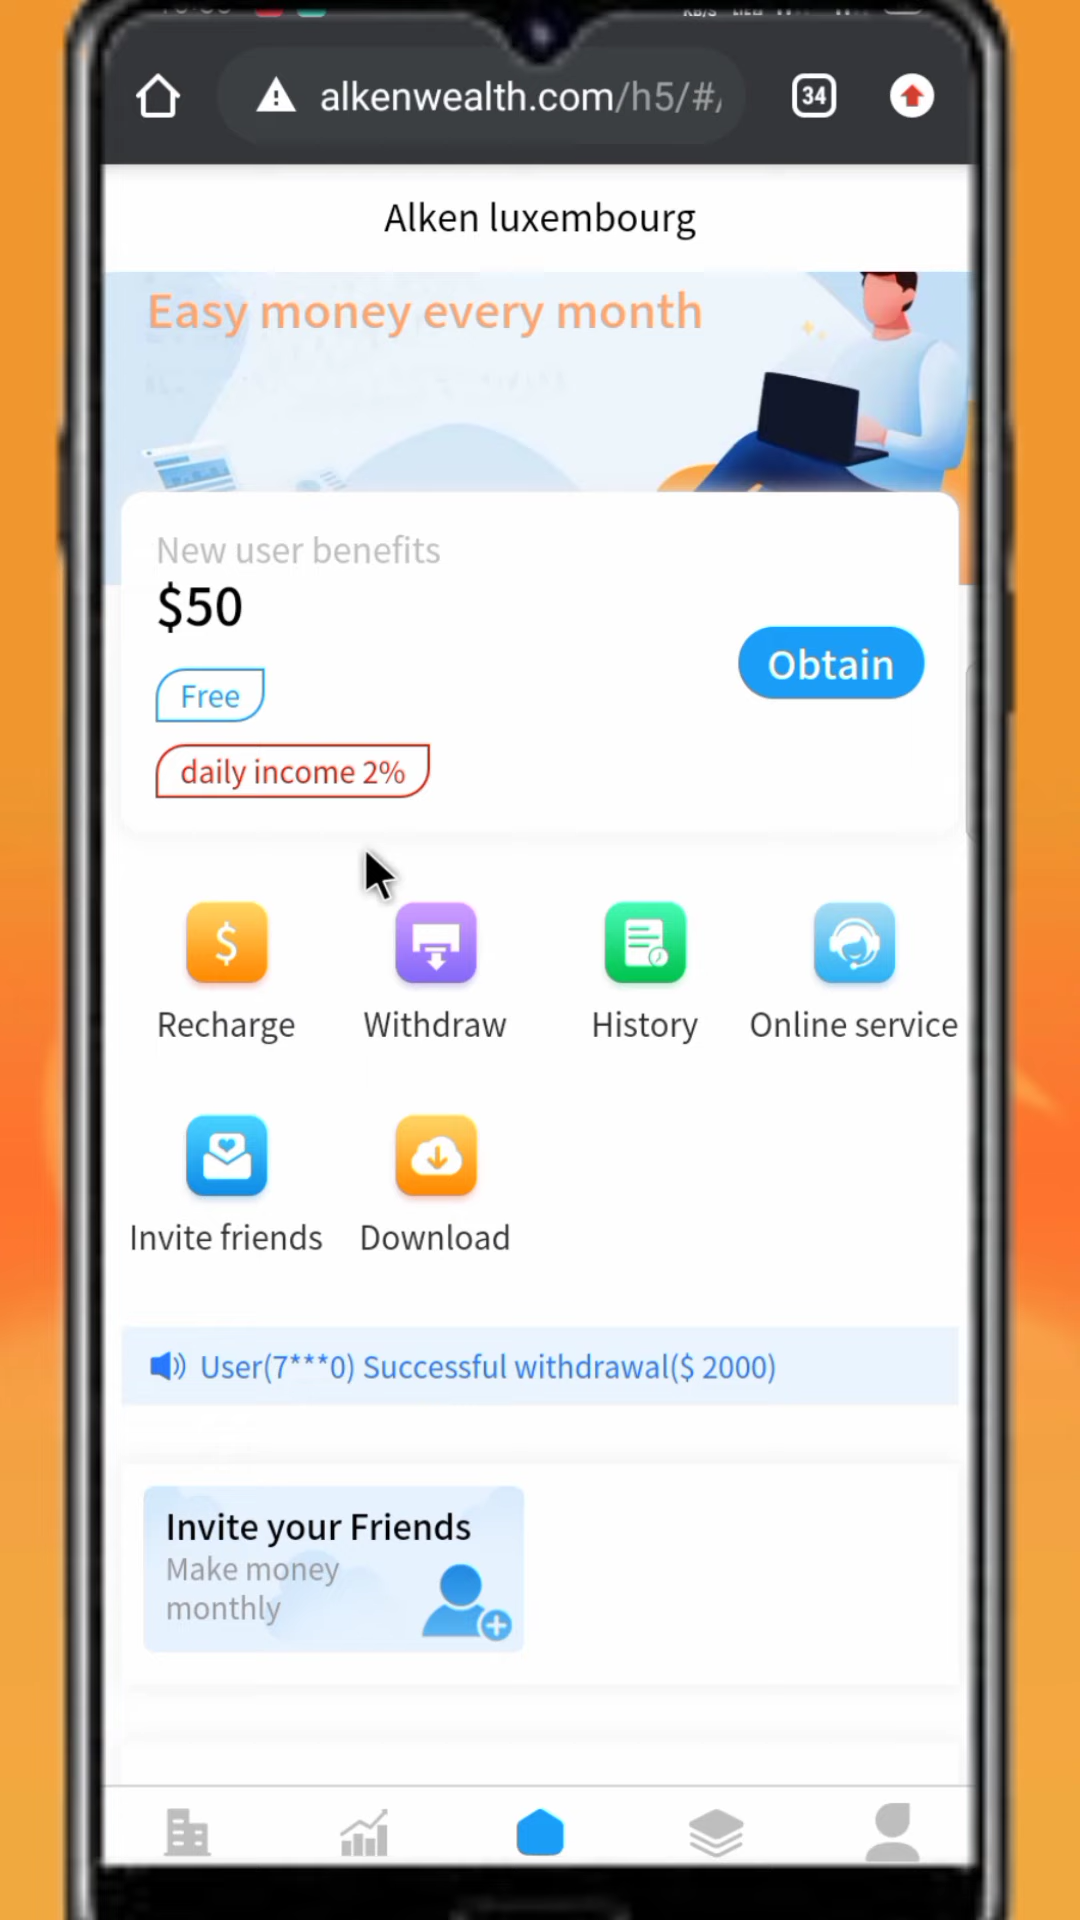 KB/S
34
alkenwealth.com/h5/#/
Alken luxembourg
Easy money every month
New user benefits
$50
Obtain
Free
daily income 2%
$
Recharge
Withdraw
History
Online service
Invite friends
Download
User(7***0) Successful withdrawal($ 2000)
Invite your Friends
Make money
monthly